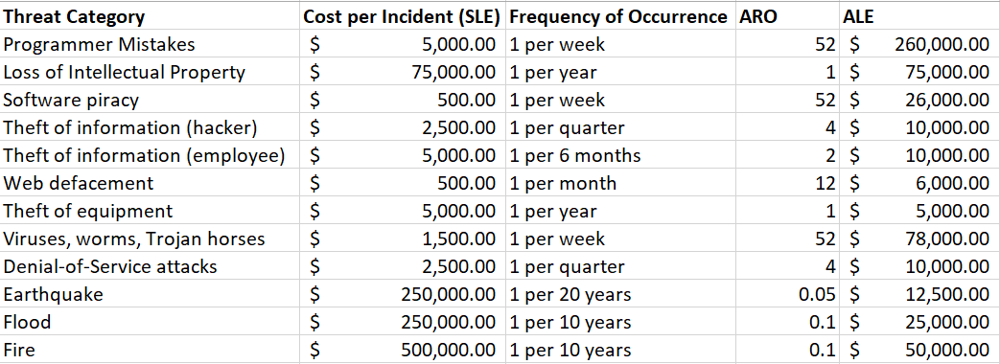 Threat Category Cost per Incident (SLE) Frequency of Occurrence ARO ALE
Programmer Mistakes $ 5,000.00 1 per week 52 $ 260,000.00
Loss of Intellectual Property $ 75,000.00 1 per year 1 $ 75,000.00
Software piracy $ 500.00 1 per week 52 $ 26,000.00
Theft of information (hacker) $ 2,500.00 1 per quarter 4 $ 10,000.00
Theft of information (employee) $ 5,000.00 1 per 6 months 2 $ 10,000.00
Web defacement $ 500.00 1 per month 12 $ 6,000.00
Theft of equipment $ 5,000.00 1 per year 1 $ 5,000.00
Viruses, worms, Trojan horses $ 1,500.00 1 per week 52 $ 78,000.00
Denial-of-Service attacks $ 2,500.00 1 per quarter 4 $ 10,000.00
Earthquake $ 250,000.00 1 per 20 years 0.05 $ 12,500.00
Flood $ 250,000.00 1 per 10 years 0.1 $ 25,000.00
Fire $ 500,000.00 1 per 10 years 0.1 $ 50,000.00